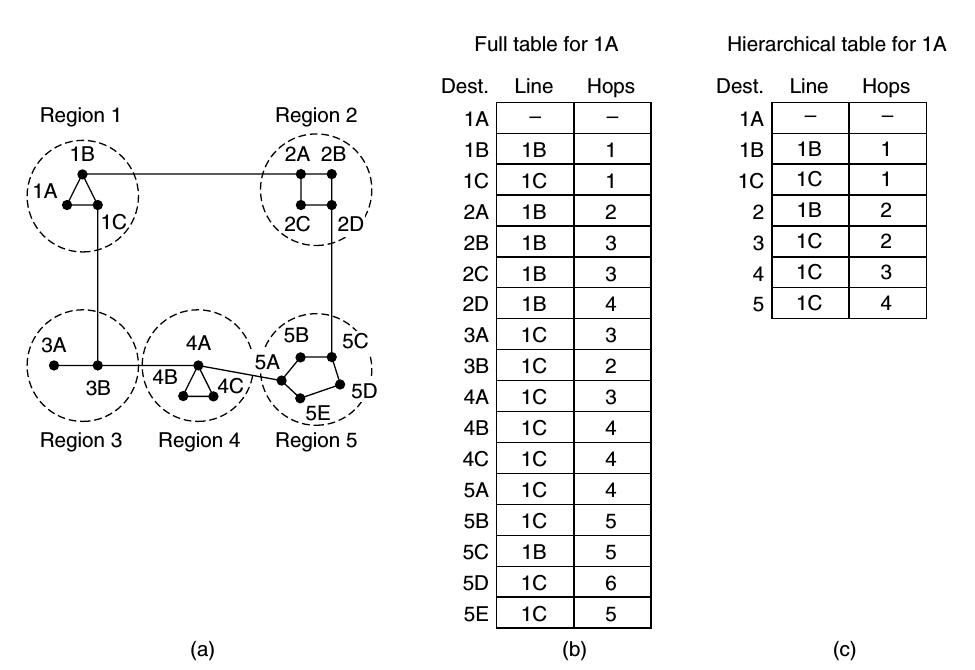 Full table for 1A
Hierarchical table for 1A
Dest. Line Hops
Dest. Line Hops
Region 1
Region 2
1B
1A
1C
2A 2B
2C 2D
3A
3B
4A
4B
4C
5B
5C
5A
5D
5E
Region 3
Region 4
Region 5
(a)
1A – –
1B 1B 1
1C 1C 1
2A 1B 2
2B 1B 3
2C 1B 3
2D 1B 4
3A 1C 3
3B 1C 2
4A 1C 3
4B 1C 4
4C 1C 4
5A 1C 4
5B 1C 5
5C 1B 5
5D 1C 6
5E 1C 5
(b)
1A – –
1B 1B 1
1C 1C 1
2 1B 2
3 1C 2
4 1C 3
5 1C 4
(c)